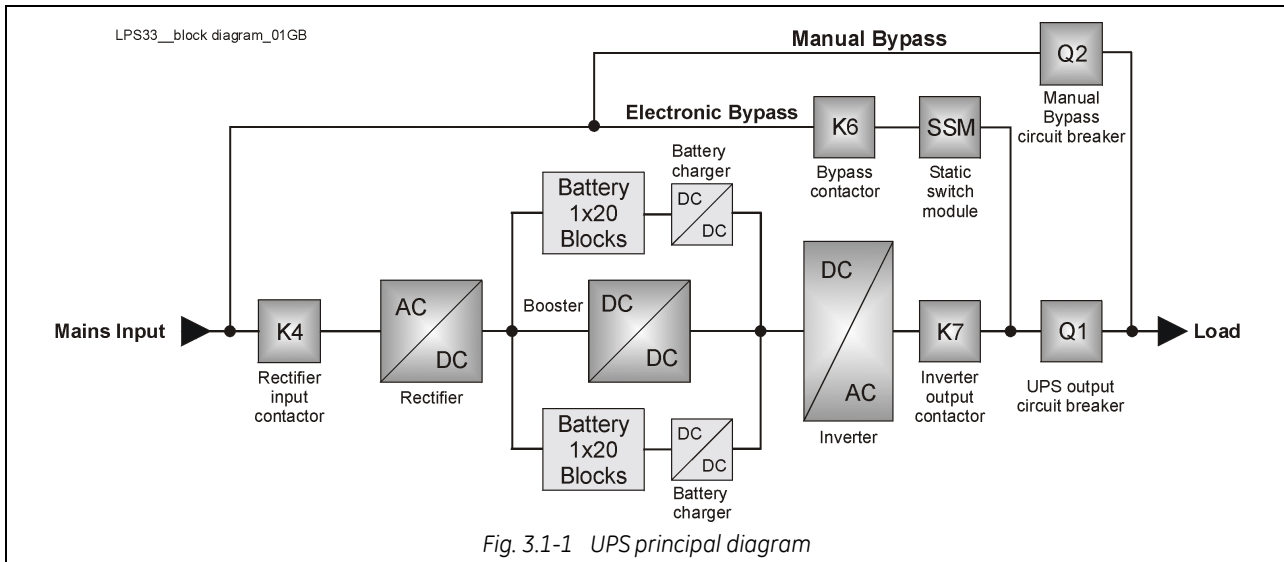 LPS33__block diagram_01GB
Manual Bypass
Q2
Manual
Bypass
circuit breaker
Electronic Bypass
K6
Bypass
contactor
SSM
Static
switch
module
Battery
charger
Battery
1x20
Blocks
DC
DC
Mains Input
K4
Rectifier
input
contactor
AC
DC
Rectifier
Booster
DC
DC
DC
AC
Inverter
K7
Inverter
output
contactor
Q1
UPS output
circuit breaker
Load
Battery
1x20
Blocks
DC
DC
Battery
charger
Fig. 3.1-1 UPS principal diagram